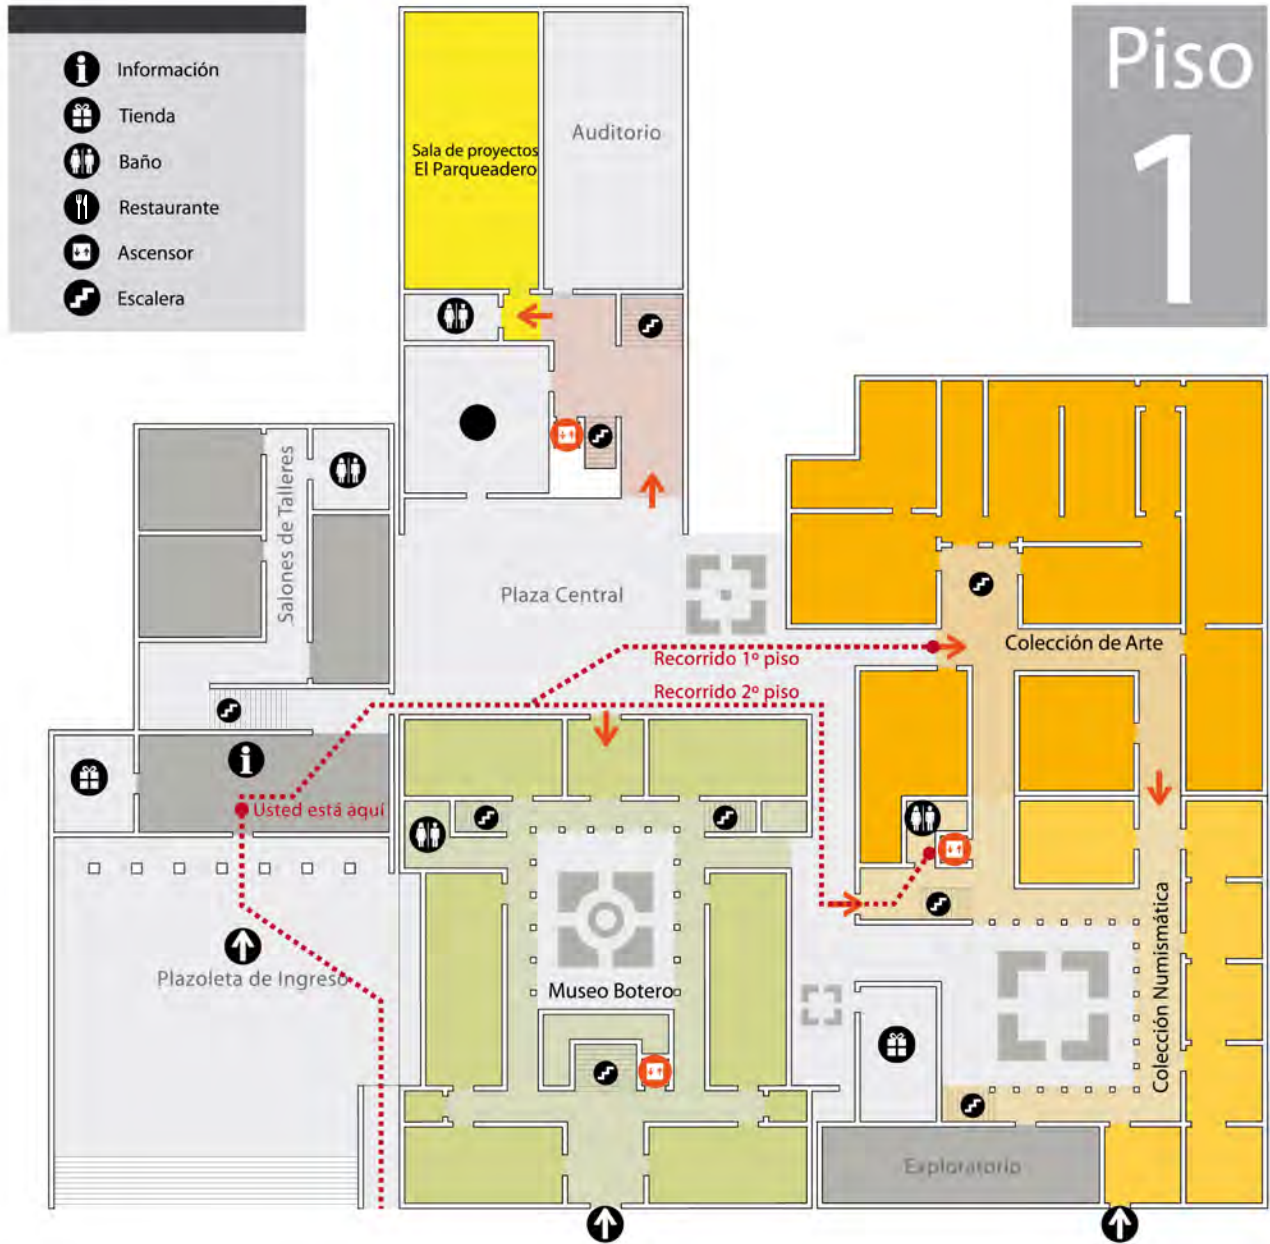 Información
Tienda
Baño
Restaurante
Ascensor
Escalera
Piso
1
Sala de proyectos
El Parqueadero
Auditorio
Salones de Talleres
Plaza Central
Colección de Arte
Recorrido 1º piso
Recorrido 2º piso
Usted está aquí
Plazoleta de Ingreso
Museo Botero
Colección Numismática
Exploratorio